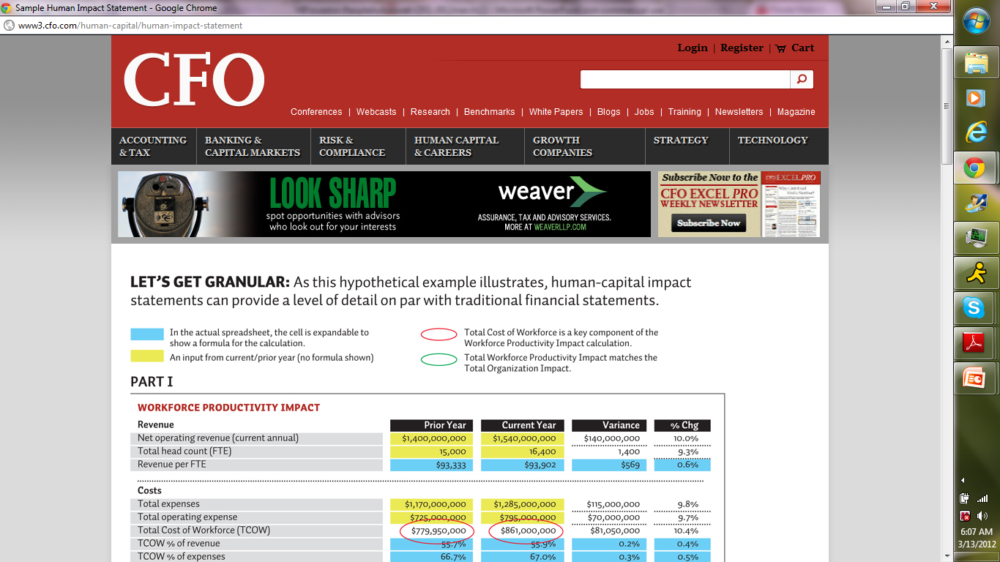 Sample Human Impact Statement - Google Chrome
www3.cfo.com/human-capital/human-impact-statement
Login | Register | Cart
CFO
Conferences | Webcasts | Research | Benchmarks | White Papers | Blogs | Jobs | Training | Newsletters | Magazine
ACCOUNTING & TAX
BANKING & CAPITAL MARKETS
RISK & COMPLIANCE
HUMAN CAPITAL & CAREERS
GROWTH COMPANIES
STRATEGY
TECHNOLOGY
LOOK SHARP
spot opportunities with advisors
who look out for your interests
weaver
ASSURANCE, TAX AND ADVISORY SERVICES.
MORE AT WEAVERLLP.COM
Subscribe Now to the
CFO EXCEL PRO
WEEKLY NEWSLETTER
Subscribe Now
CFO EXCEL PRO
LET'S GET GRANULAR: As this hypothetical example illustrates, human-capital impact
statements can provide a level of detail on par with traditional financial statements.
In the actual spreadsheet, the cell is expandable to
show a formula for the calculation.
An input from current/prior year (no formula shown)
Total Cost of Workforce is a key component of the
Workforce Productivity Impact calculation.
Total Workforce Productivity Impact matches the
Total Organization Impact.
PART I
WORKFORCE PRODUCTIVITY IMPACT
Revenue Prior Year Current Year Variance % Chg
Net operating revenue (current annual) $1,400,000,000 $1,540,000,000 $140,000,000 10.0%
Total head count (FTE) 15,000 16,400 1,400 9.3%
Revenue per FTE $93,333 $93,902 $569 0.6%
Costs
Total expenses $1,170,000,000 $1,285,000,000 $115,000,000 9.8%
Total operating expense $725,000,000 $795,000,000 $70,000,000 9.7%
Total Cost of Workforce (TCOW) $779,950,000 $861,000,000 $81,050,000 10.4%
TCOW % of revenue 55.7% 55.9% 0.2% 0.4%
TCOW % of expenses 66.7% 67.0% 0.3% 0.5%
6:07 AM
3/13/2012